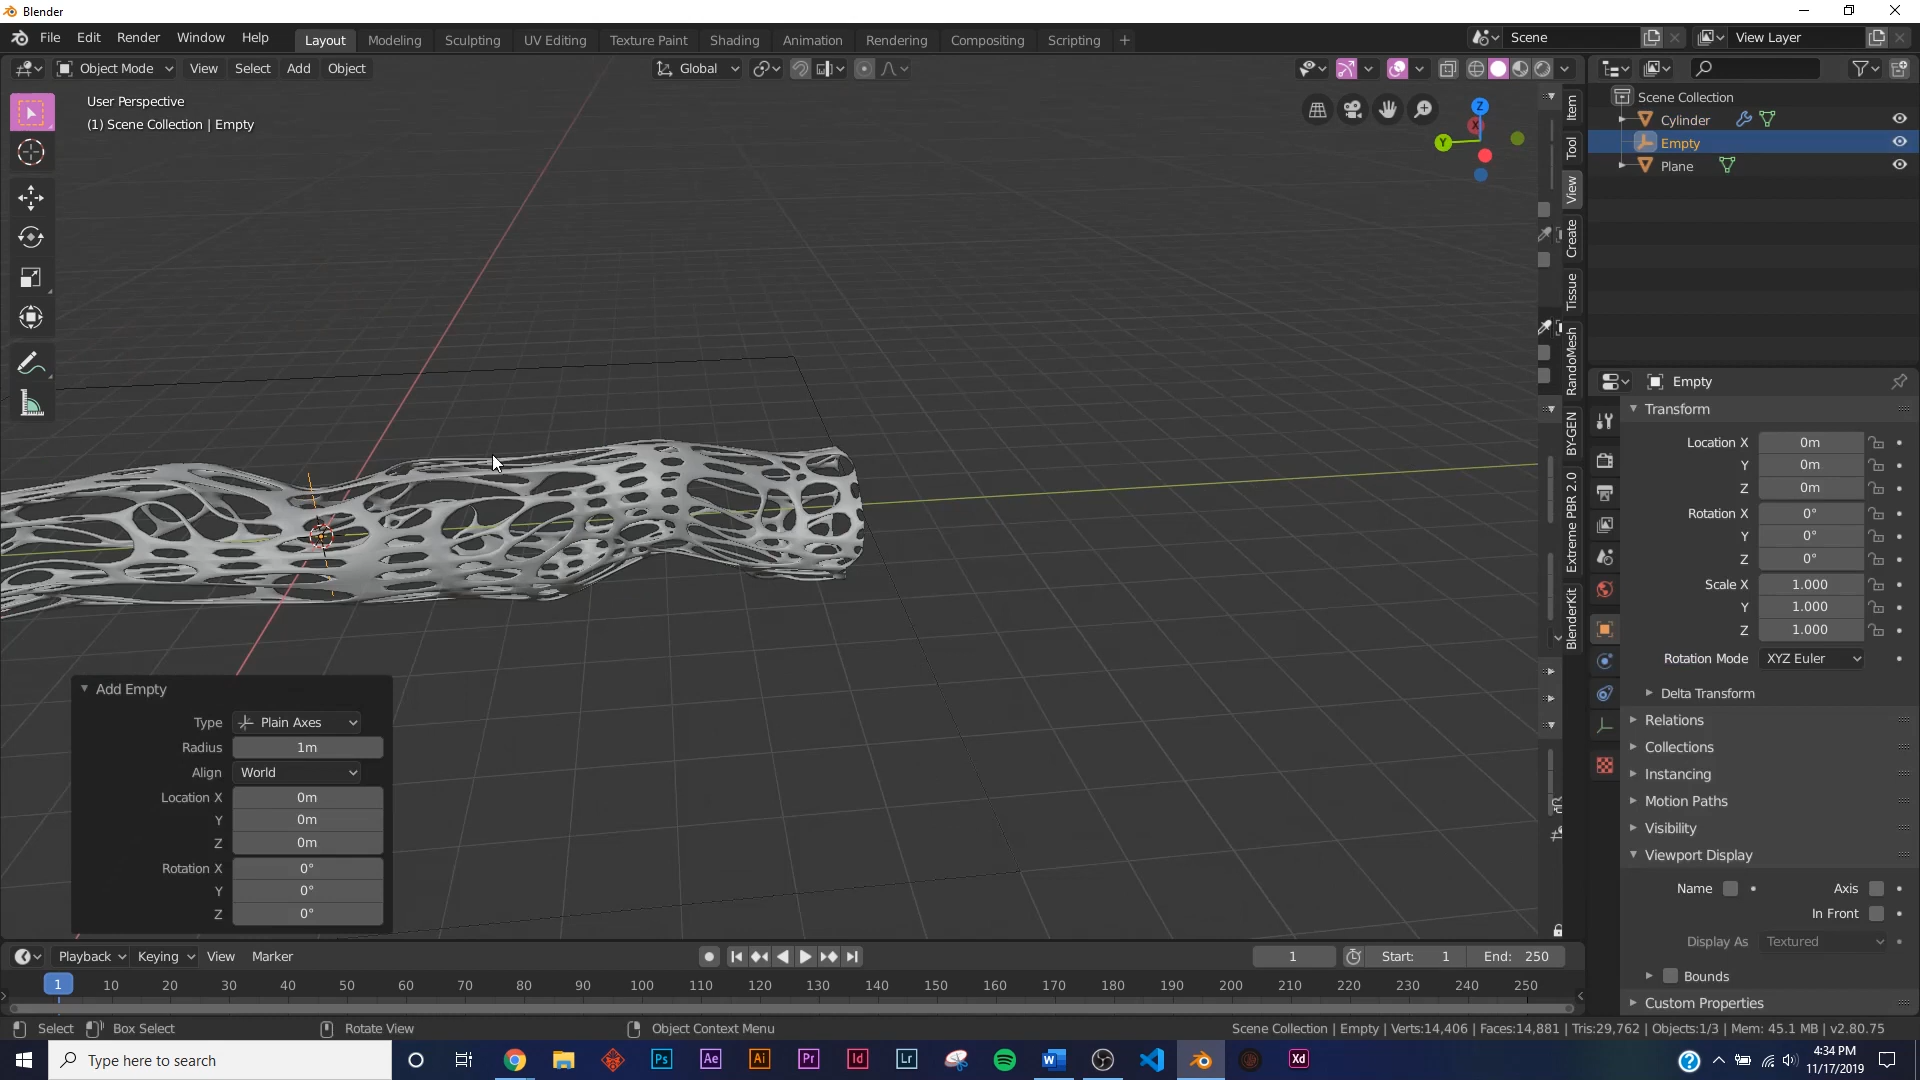 Blender
File Edit Render Window Help Layout Modeling Sculpting UV Editing Texture Paint Shading Animation Rendering Compositing Scripting + Scene View Layer
Object Mode View Select Add Object Global
User Perspective
(1) Scene Collection | Empty
Z
X
Y
Item
Tool
View
Create
Tissue
RandoMesh
BY-GEN
Extreme PBR 2.0
BlenderKit
Scene Collection
Cylinder
Empty
Plane
Empty
Transform
Location X 0m
Y 0m
Z 0m
Rotation X 0°
Y 0°
Z 0°
Scale X 1.000
Y 1.000
Z 1.000
Rotation Mode XYZ Euler
Delta Transform
Relations
Collections
Instancing
Motion Paths
Visibility
Viewport Display
Name Axis
In Front
Display As Textured
Bounds
Custom Properties
Add Empty
Type Plain Axes
Radius 1m
Align World
Location X 0m
Y 0m
Z 0m
Rotation X 0°
Y 0°
Z 0°
Playback Keying View Marker 1 Start: 1 End: 250
1 10 20 30 40 50 60 70 80 90 100 110 120 130 140 150 160 170 180 190 200 210 220 230 240 250
Select Box Select Rotate View Object Context Menu Scene Collection | Empty | Verts:14,406 | Faces:14,881 | Tris:29,762 | Objects:1/3 | Mem: 45.1 MB | v2.80.75
Type here to search Ps Ae Ai Pr Id Lr W Xd ? 4:34 PM
11/17/2019